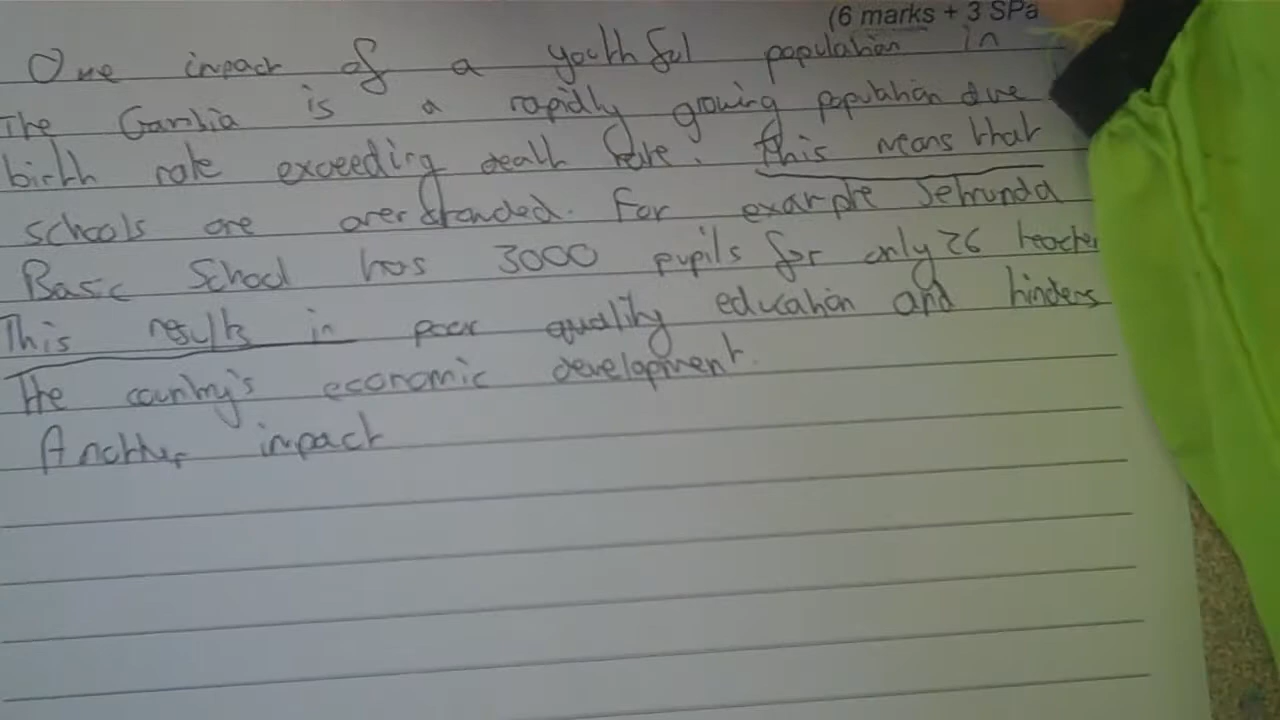 (6 marks + 3 SPa
One impact of a youthful population in
The Gambia is a rapidly growing population due
birth rate exceeding death rate. This means that
schools are overcrowded. For example Serrunda
Basic School has 3000 pupils for only 26 teacher
This results in poor quality education and hinders
the country's economic development.
Another impact